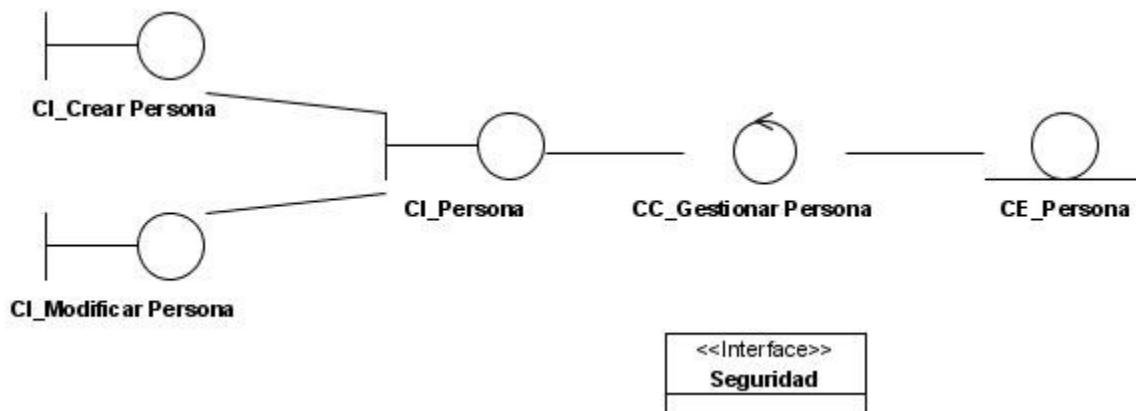 CI_Crear Persona
CI_Persona
CC_Gestionar Persona
CE_Persona
CI_Modificar Persona
<<Interface>>
Seguridad